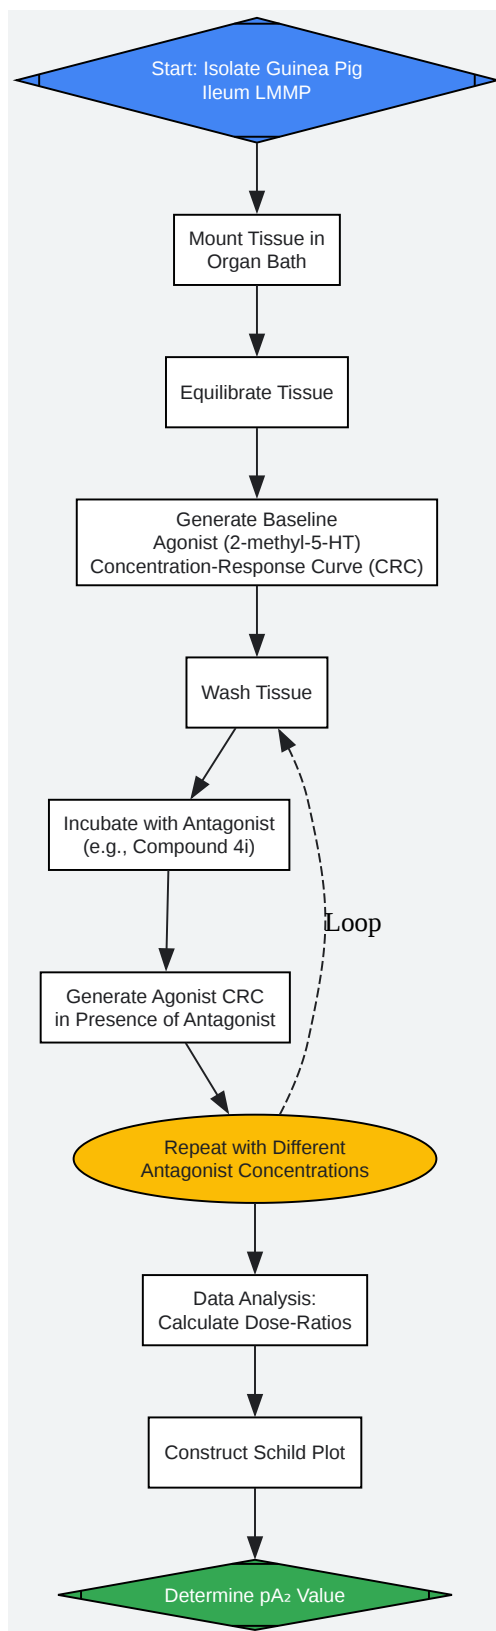 Start: Isolate Guinea Pig
Ileum LMMP
Mount Tissue in
Organ Bath
Equilibrate Tissue
Generate Baseline
Agonist (2-methyl-5-HT)
Concentration-Response Curve (CRC)
Wash Tissue
Incubate with Antagonist
(e.g., Compound 4i)
Loop
Generate Agonist CRC
in Presence of Antagonist
Repeat with Different
Antagonist Concentrations
Data Analysis:
Calculate Dose-Ratios
Construct Schild Plot
Determine pA₂ Value